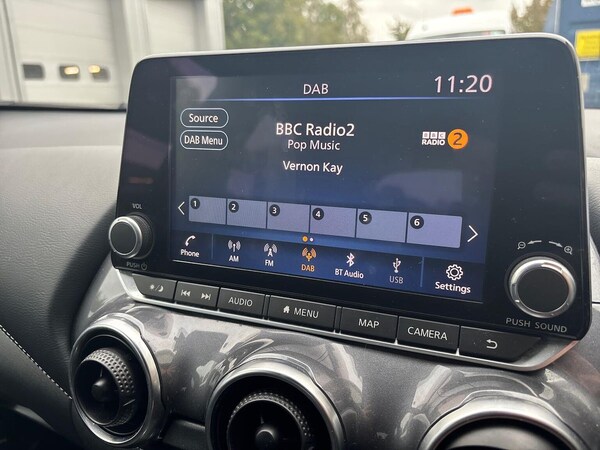 DAB
11:20
Source
DAB Menu
BBC Radio2
Pop Music
Vernon Kay
BBC
RADIO 2
1 2 3 4 5 6
Phone
AM
FM
DAB
BT Audio
USB
Settings
VOL
PUSH
PUSH SOUND
AUDIO
MENU
MAP
CAMERA